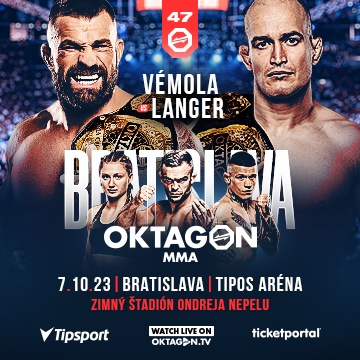 47
OKTAGON
VÉMOLA
VS
LANGER
BRATISLAVA
OKTAGON
MMA
7.10.23 | BRATISLAVA | TIPOS ARÉNA
ZIMNÝ ŠTADIÓN ONDREJA NEPELU
Tipsport
WATCH LIVE ON
OKTAGON.TV
ticketportal